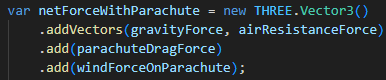 var netForceWithParachute = new THREE.Vector3()
.addVectors(gravityForce, airResistanceForce)
.add(parachuteDragForce)
.add(windForceOnParachute);